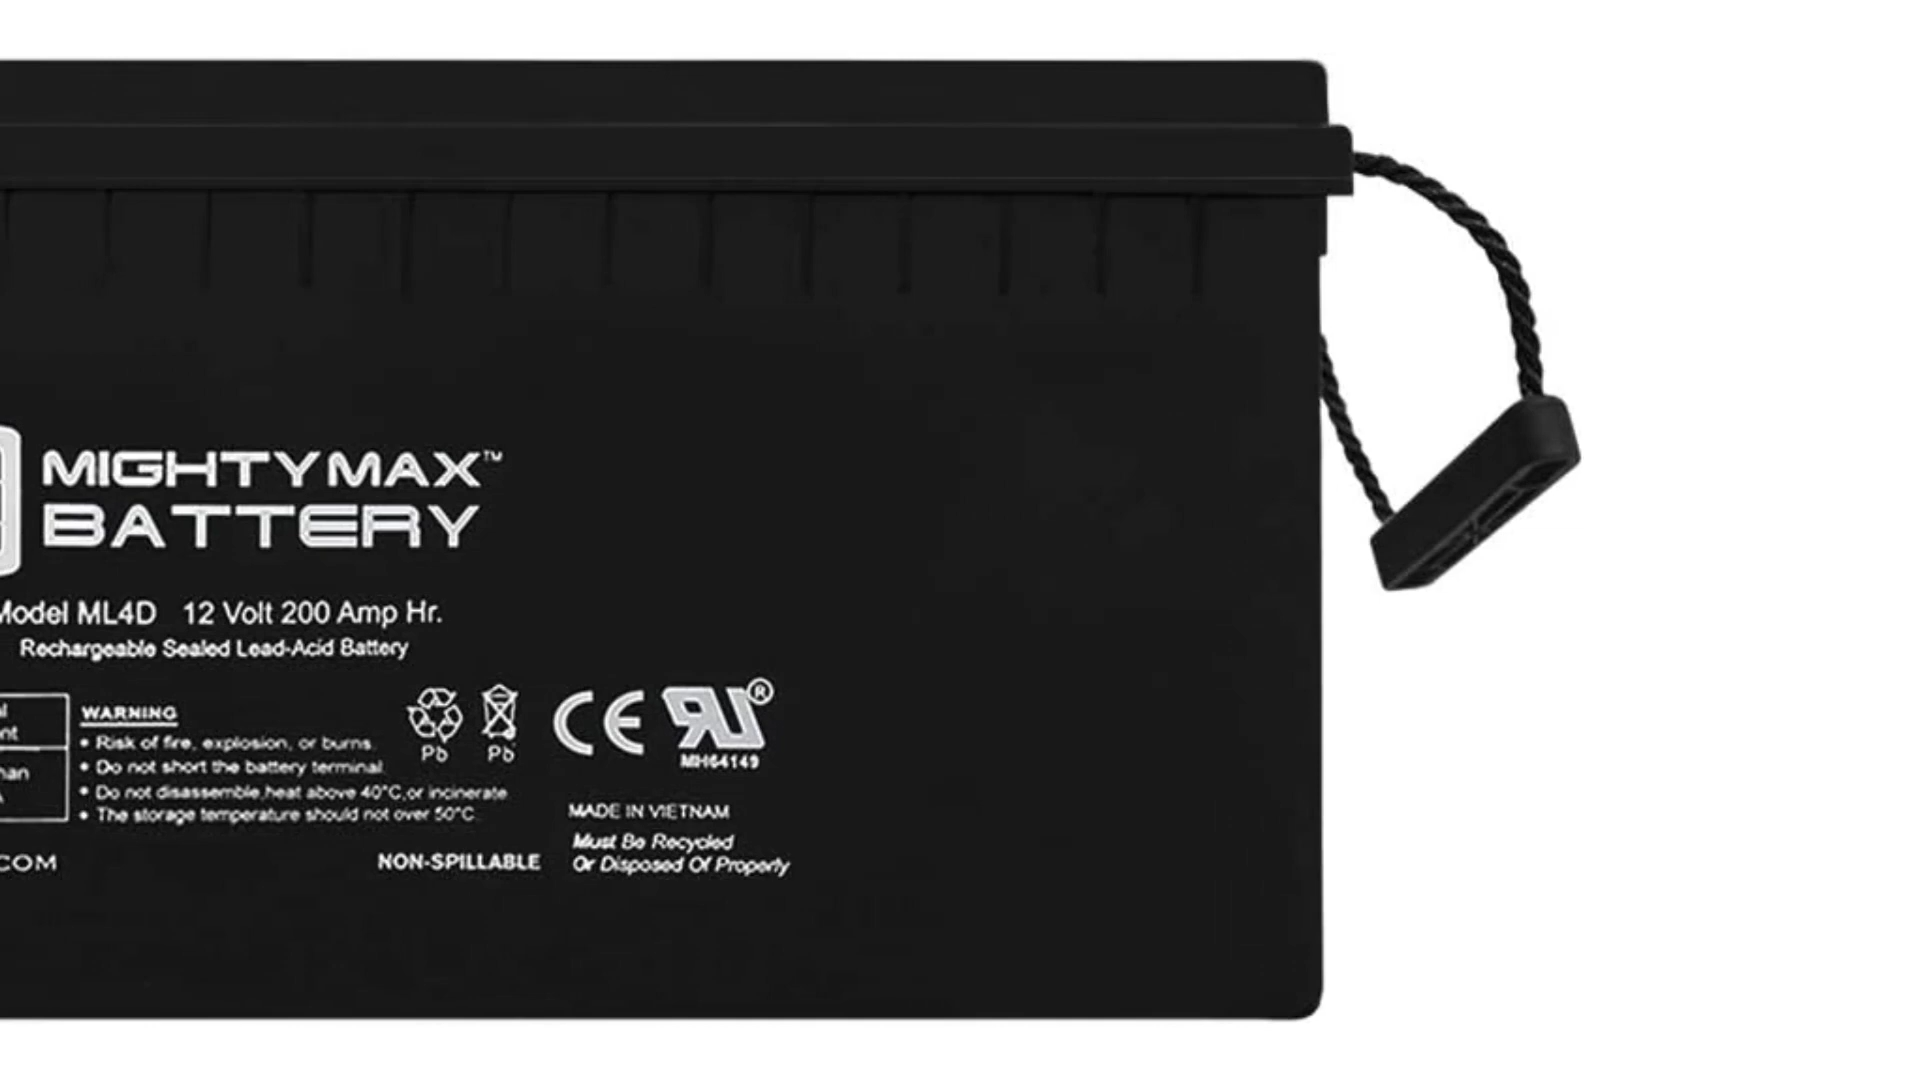 MIGHTY MAX™
BATTERY
Model ML4D 12 Volt 200 Amp Hr.
Rechargeable Sealed Lead-Acid Battery
WARNING
• Risk of fire, explosion, or burns.
• Do not short the battery terminal.
• Do not disassemble,heat above 40°C,or incinerate.
• The storage temperature should not over 50°C.
Pb Pb
CE RU®
MH64149
MADE IN VIETNAM
Must Be Recycled
Or Disposed Of Properly
.COM
NON-SPILLABLE